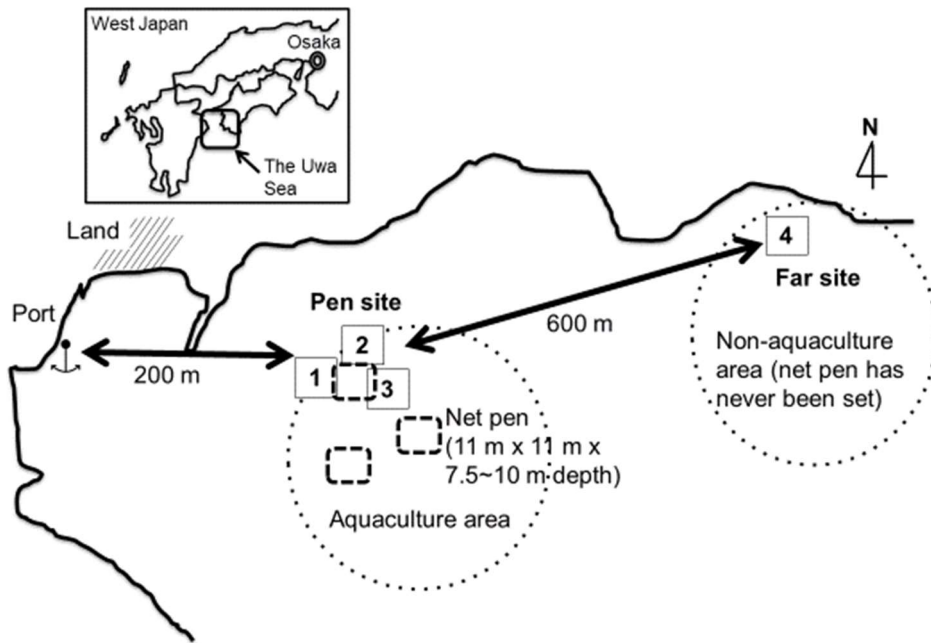 West Japan
Osaka
The Uwa
Sea
N
Land
Port
200 m
Pen site
1
2
3
Net pen
(11 m x 11 m x
7.5~10 m depth)
Aquaculture area
600 m
4
Far site
Non-aquaculture
area (net pen has
never been set)